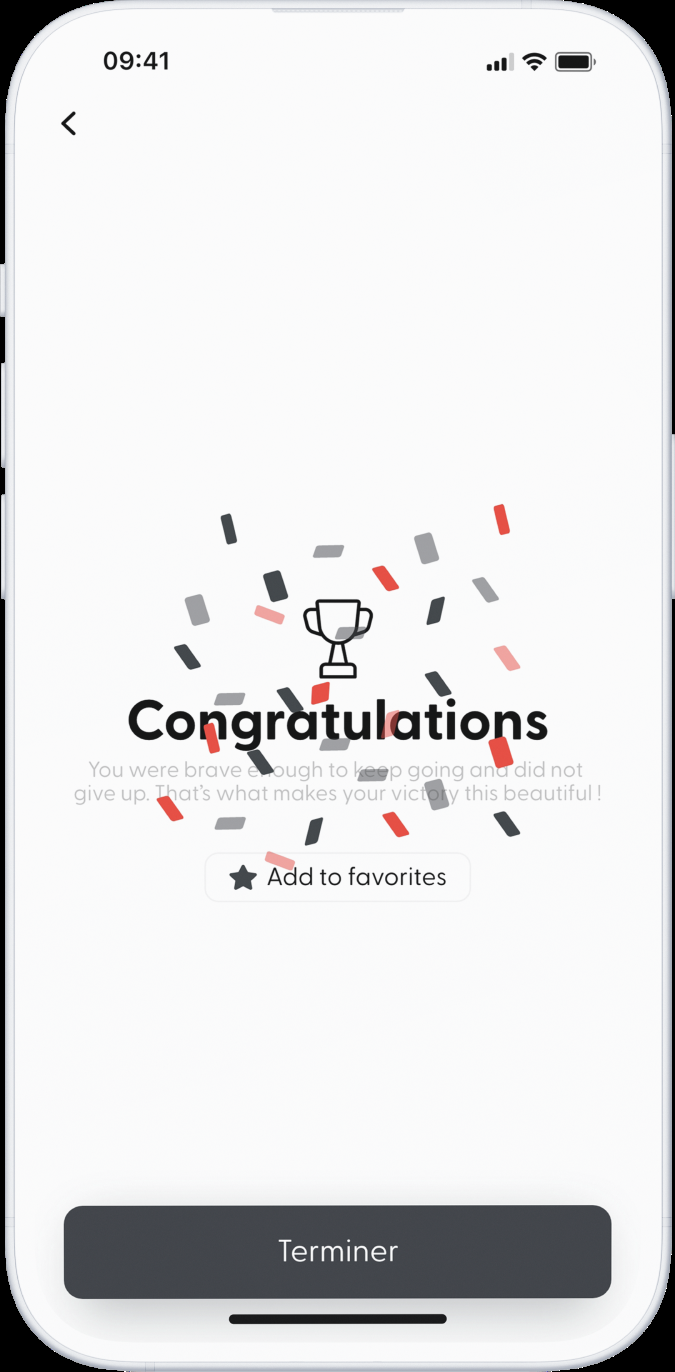 09:41
Congratulations
You were brave enough to keep going and did not
give up. That's what makes your victory this beautiful !
Add to favorites
Terminer